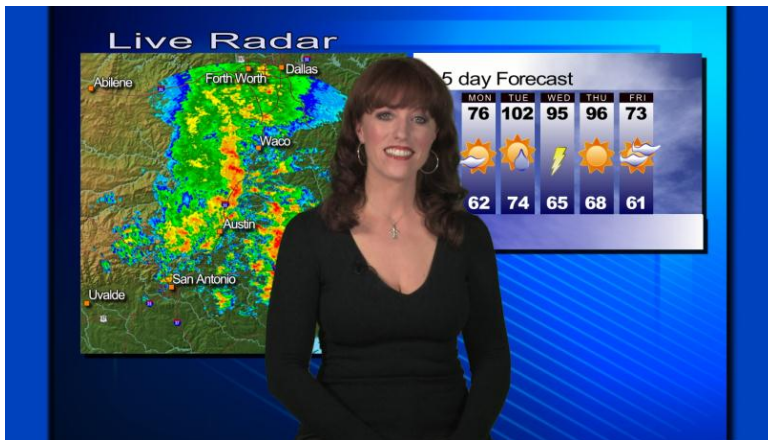 Live Radar
Abilene
Forth Worth
Dallas
Waco
Austin
San Antonio
Uvalde
5 day Forecast
MON TUE WED THU FRI
76 102 95 96 73
62 74 65 68 61